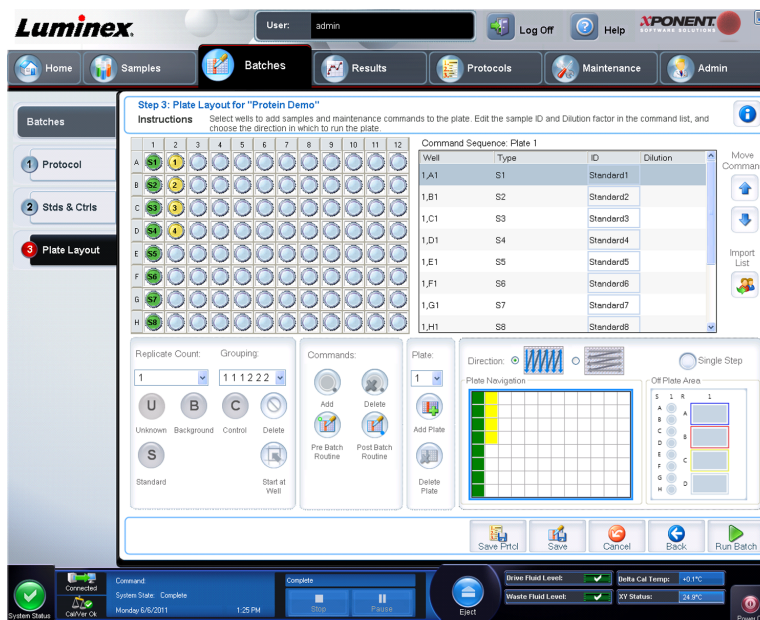 Luminex.
User:
admin
Log Off
Help
XPONENT.
SOFTWARE SOLUTIONS
Home
Samples
Batches
Results
Protocols
Maintenance
Admin
Batches
1 Protocol
2 Stds & Ctrls
3 Plate Layout
Step 3: Plate Layout for "Protein Demo"
Instructions
Select wells to add samples and maintenance commands to the plate. Edit the sample ID and Dilution factor in the command list, and
choose the direction in which to run the plate.
1 2 3 4 5 6 7 8 9 10 11 12
A S1 1
B S2 2
C S3 3
D S4 4
E S5
F S6
G S7
H S8
Command Sequence: Plate 1
Well Type ID Dilution
1,A1 S1 Standard1
1,B1 S2 Standard2
1,C1 S3 Standard3
1,D1 S4 Standard4
1,E1 S5 Standard5
1,F1 S6 Standard6
1,G1 S7 Standard7
1,H1 S8 Standard8
Move
Comman
Import
List
Replicate Count: Grouping:
1 1 1 1 2 2 2
U B C
Unknown Background Control Delete
S
Standard
Start at
Well
Commands:
Add Delete
Pre Batch
Routine
Post Batch
Routine
Plate:
1
Add Plate
Delete
Plate
Direction:
Single Step
Plate Navigation
Off Plate Area
S 1 R 1
A
B
C
D
E
F
G
H
A
B
C
D
Save Prtcl
Save
Cancel
Back
Run Batch
System Status
Connected
Cal/Ver Ok
Command:
System State: Complete
Monday 6/6/2011 1:25 PM
Complete
Stop
Pause
Eject
Drive Fluid Level:
Waste Fluid Level:
Delta Cal Temp: +0.1°C
XY Status: 24.9°C
Power O